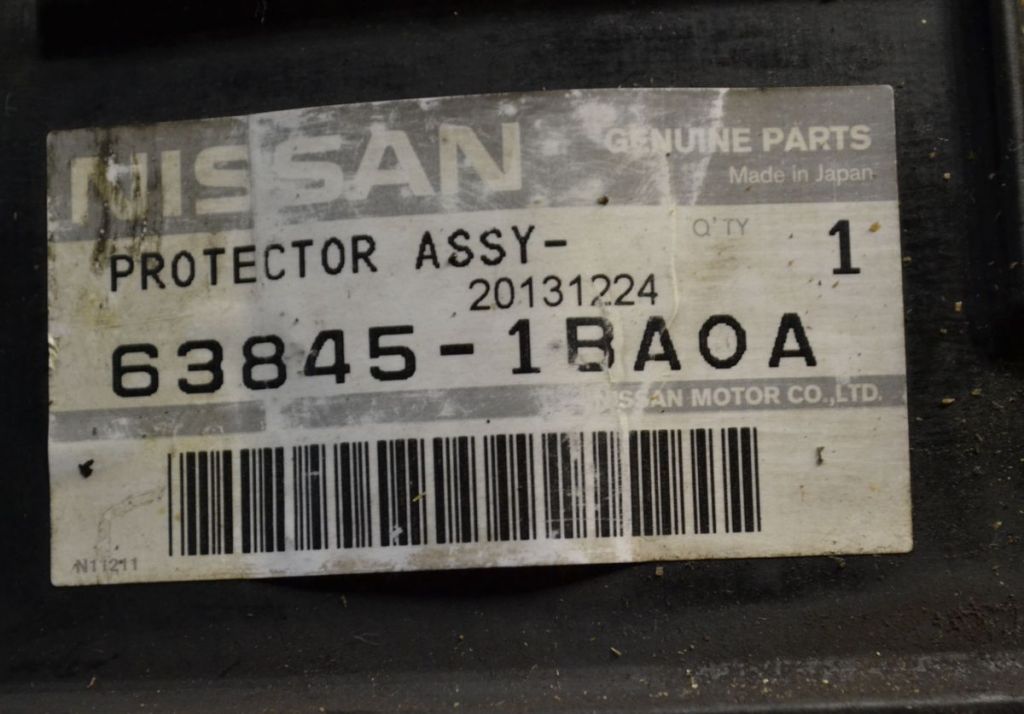 NISSAN
GENUINE PARTS
Made in Japan
PROTECTOR ASSY-
Q'TY 1
20131224
63845-1BA0A
NISSAN MOTOR CO.,LTD.
N11211